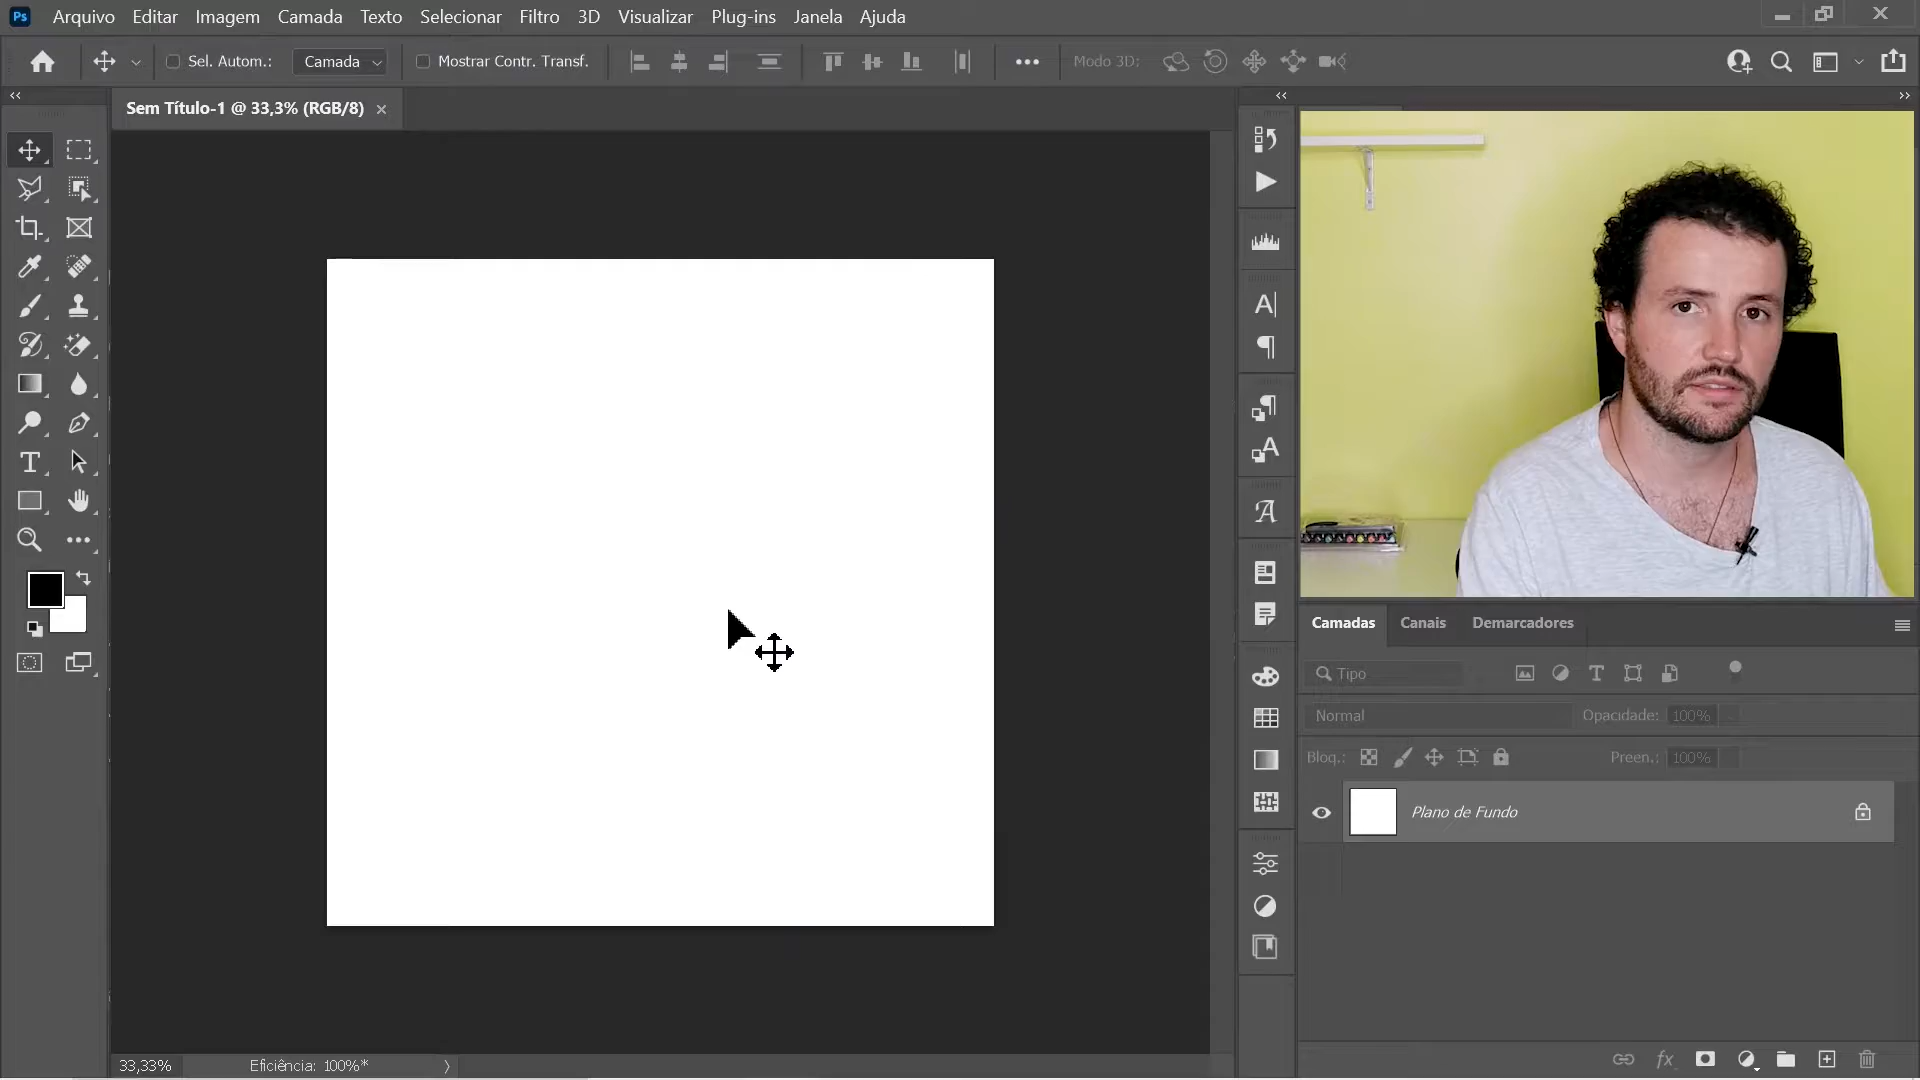 Ps Arquivo Editar Imagem Camada Texto Selecionar Filtro 3D Visualizar Plug-ins Janela Ajuda
Sel. Autom.: Camada Mostrar Contr. Transf. Modo 3D:
Sem Título-1 @ 33,3% (RGB/8)
Camadas Canais Demarcadores
Tipo
Normal Opacidade: 100%
Bloq.: Preen.: 100%
Plano de Fundo
33,33% Eficiência: 100%*
fx